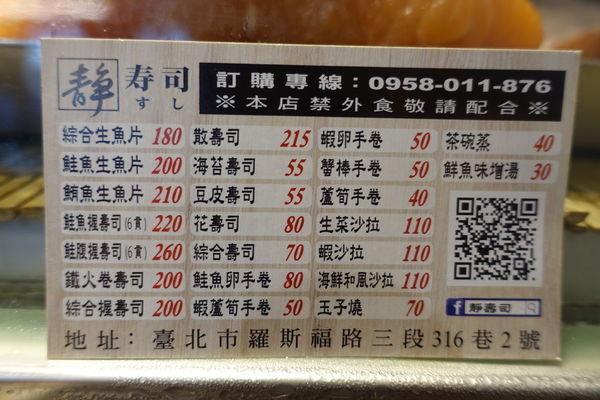 靜 寿司
すし
訂購專線：0958-011-876
※本店禁外食敬請配合※
綜合生魚片 180
鮭魚生魚片 200
鮪魚生魚片 210
鮭魚握壽司(6貫) 220
鮭腹握壽司(6貫) 260
鐵火卷壽司 200
綜合握壽司 200
散壽司 215
海苔壽司 55
豆皮壽司 55
花壽司 80
綜合壽司 70
鮭魚卵手卷 80
蝦蘆筍手卷 50
蝦卵手卷 50
蟹棒手卷 50
蘆筍手卷 40
生菜沙拉 110
蝦沙拉 110
海鮮和風沙拉 110
玉子燒 70
茶碗蒸 40
鮮魚味增湯 30
f 靜壽司
地址：臺北市羅斯福路三段316巷2號